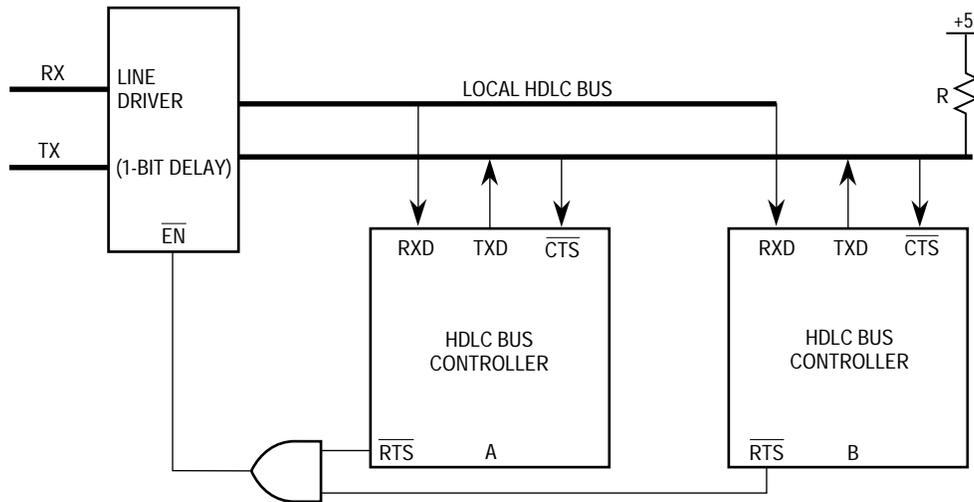 +5
RX
LINE
DRIVER
LOCAL HDLC BUS
R
TX
(1-BIT DELAY)
EN
RXD TXD CTS
RXD TXD CTS
HDLC BUS
CONTROLLER
HDLC BUS
CONTROLLER
RTS A
RTS B